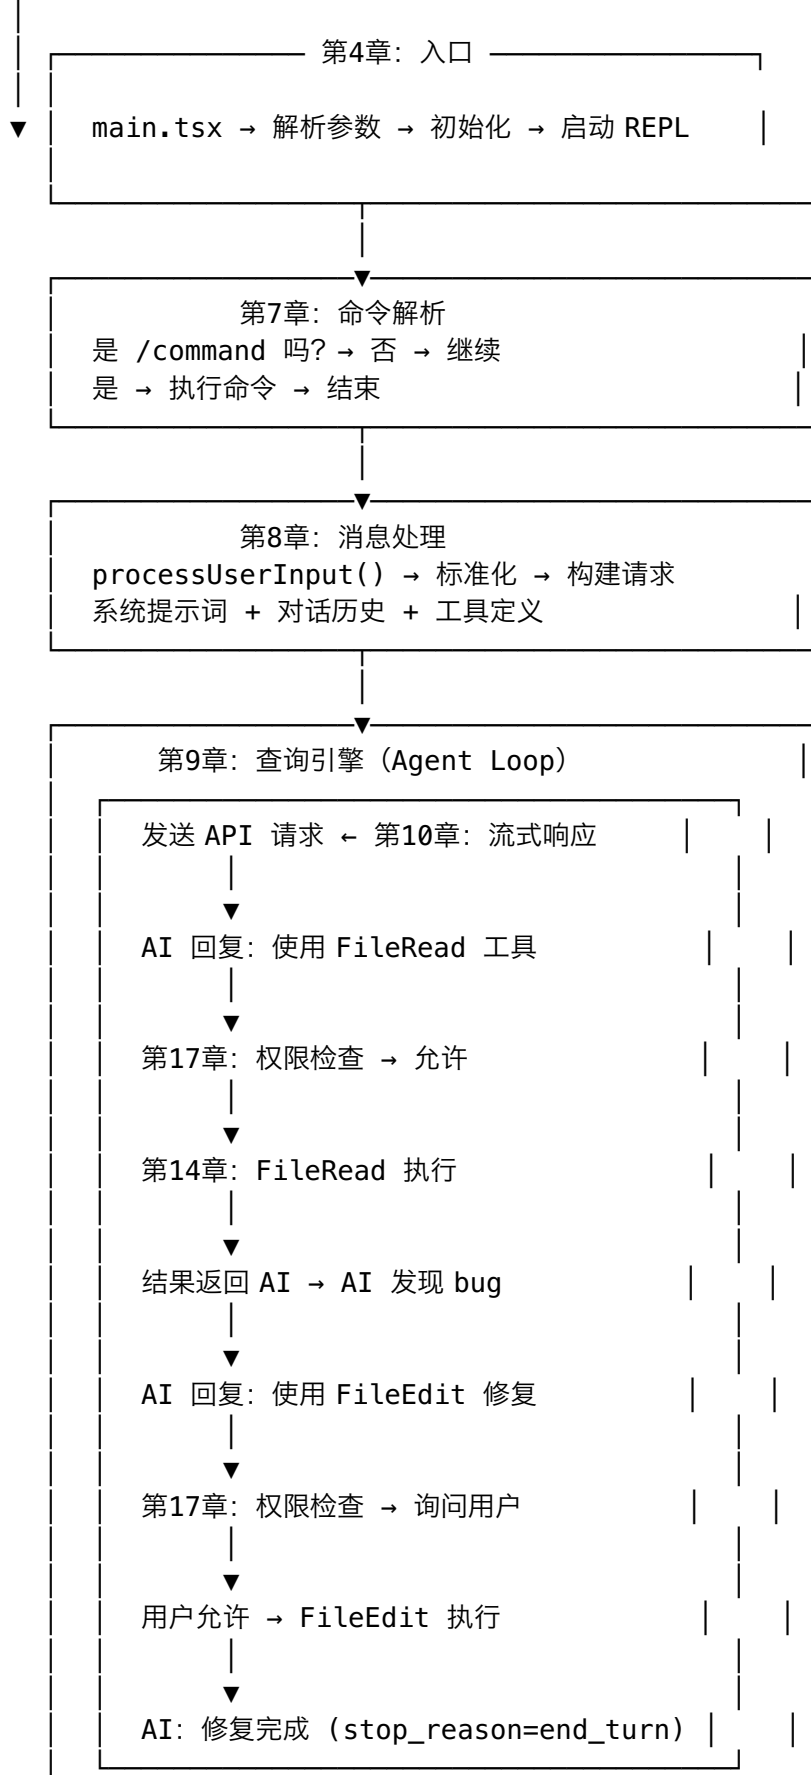 第4章：入口
main.tsx → 解析参数 → 初始化 → 启动 REPL
第7章：命令解析
是 /command 吗？→ 否 → 继续
是 → 执行命令 → 结束
第8章：消息处理
processUserInput() → 标准化 → 构建请求
系统提示词 + 对话历史 + 工具定义
第9章：查询引擎（Agent Loop）
发送 API 请求 ← 第10章：流式响应
AI 回复：使用 FileRead 工具
第17章：权限检查 → 允许
第14章：FileRead 执行
结果返回 AI → AI 发现 bug
AI 回复：使用 FileEdit 修复
第17章：权限检查 → 询问用户
用户允许 → FileEdit 执行
AI：修复完成 (stop_reason=end_turn)